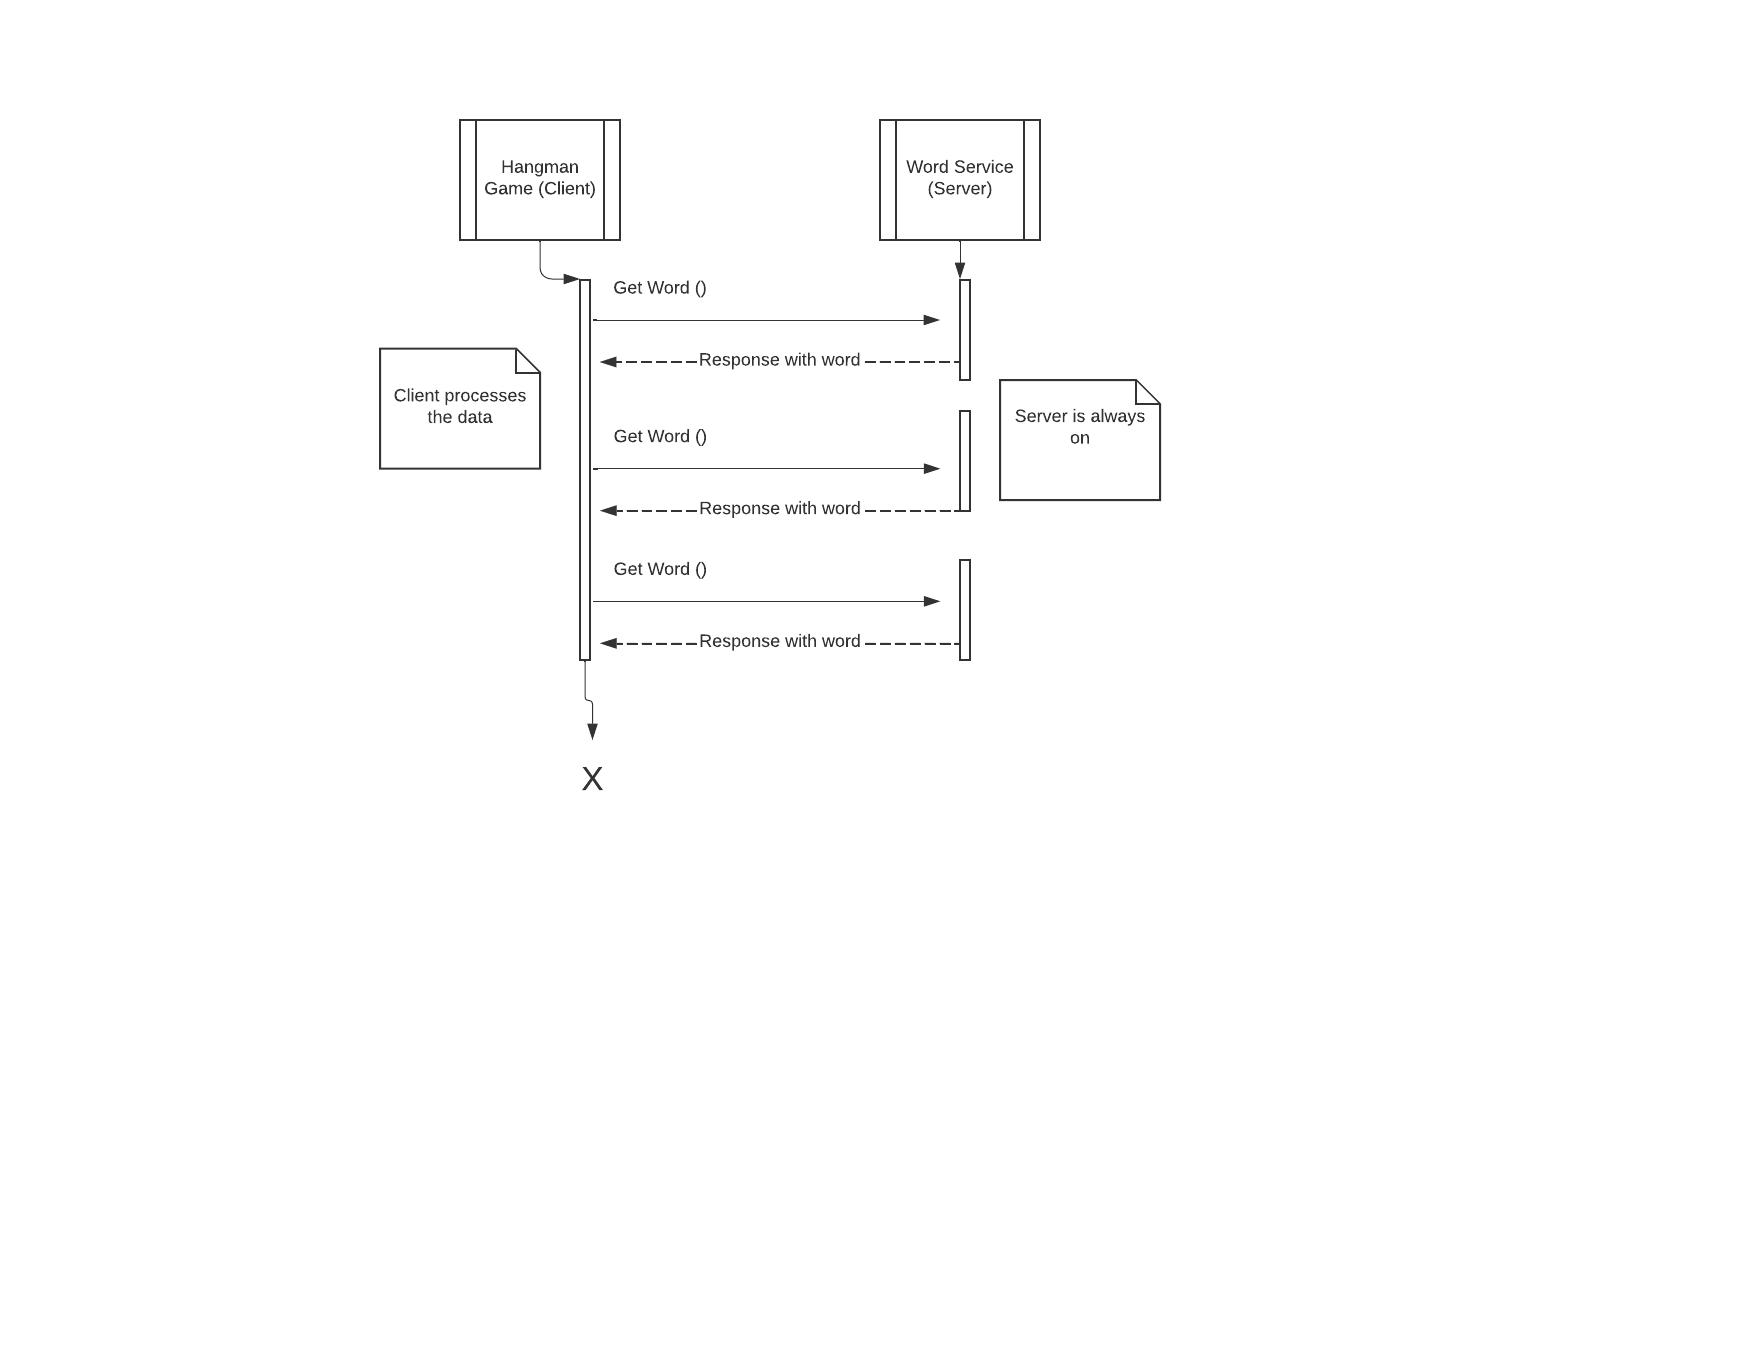 Hangman
Game (Client)
Word Service
(Server)
Get Word ()
Response with word
Client processes
the data
Server is always
on
Get Word ()
Response with word
Get Word ()
Response with word
X